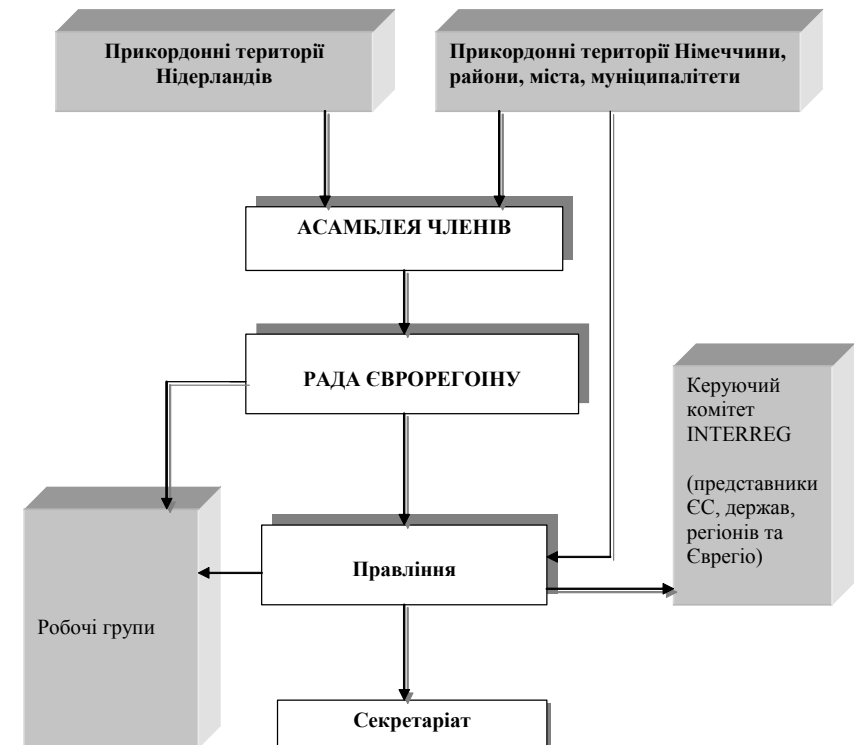 Прикордонні території
Нідерландів
Прикордонні території Німеччини,
райони, міста, муніципалітети
АСАМБЛЕЯ ЧЛЕНІВ
РАДА ЄВРОРЕГОІНУ
Керуючий
комітет
INTERREG
(представники
ЄС, держав,
регіонів та
Єврегіо)
Правління
Робочі групи
Секретаріат